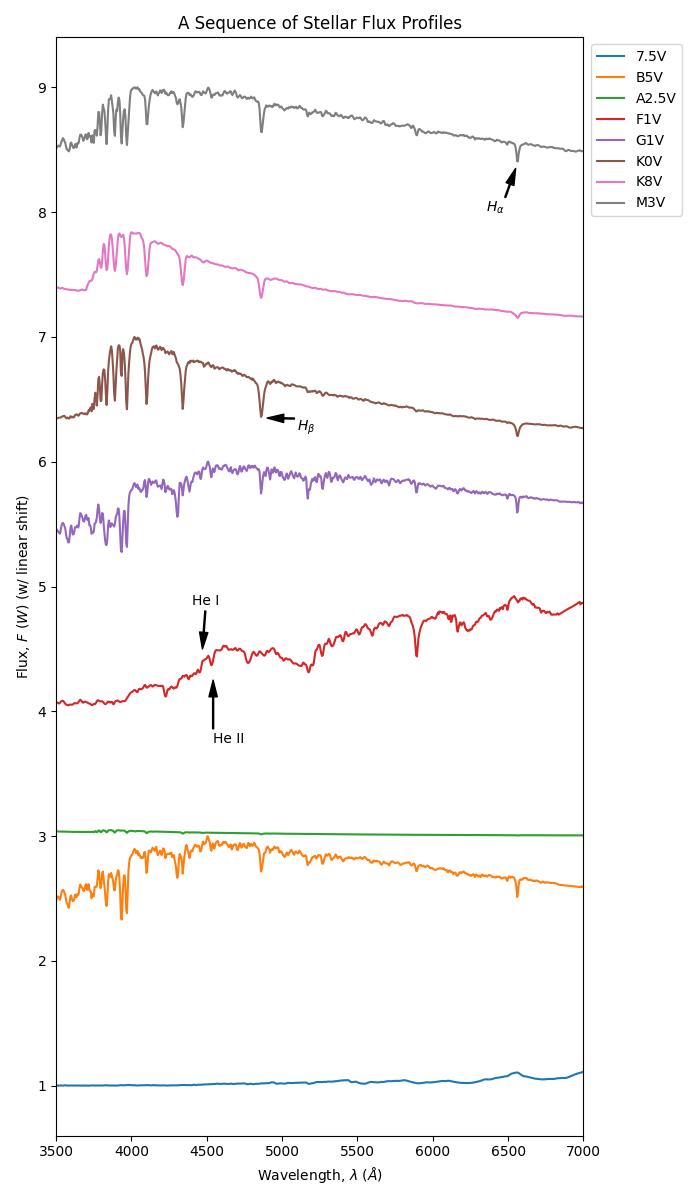 A Sequence of Stellar Flux Profiles
7.5V
B5V
A2.5V
F1V
G1V
K0V
K8V
M3V
9
8
7
6
5
4
3
2
1
Hα
Hβ
He I
He II
Flux, F (W) (w/ linear shift)
3500 4000 4500 5000 5500 6000 6500 7000
Wavelength, λ (Å)